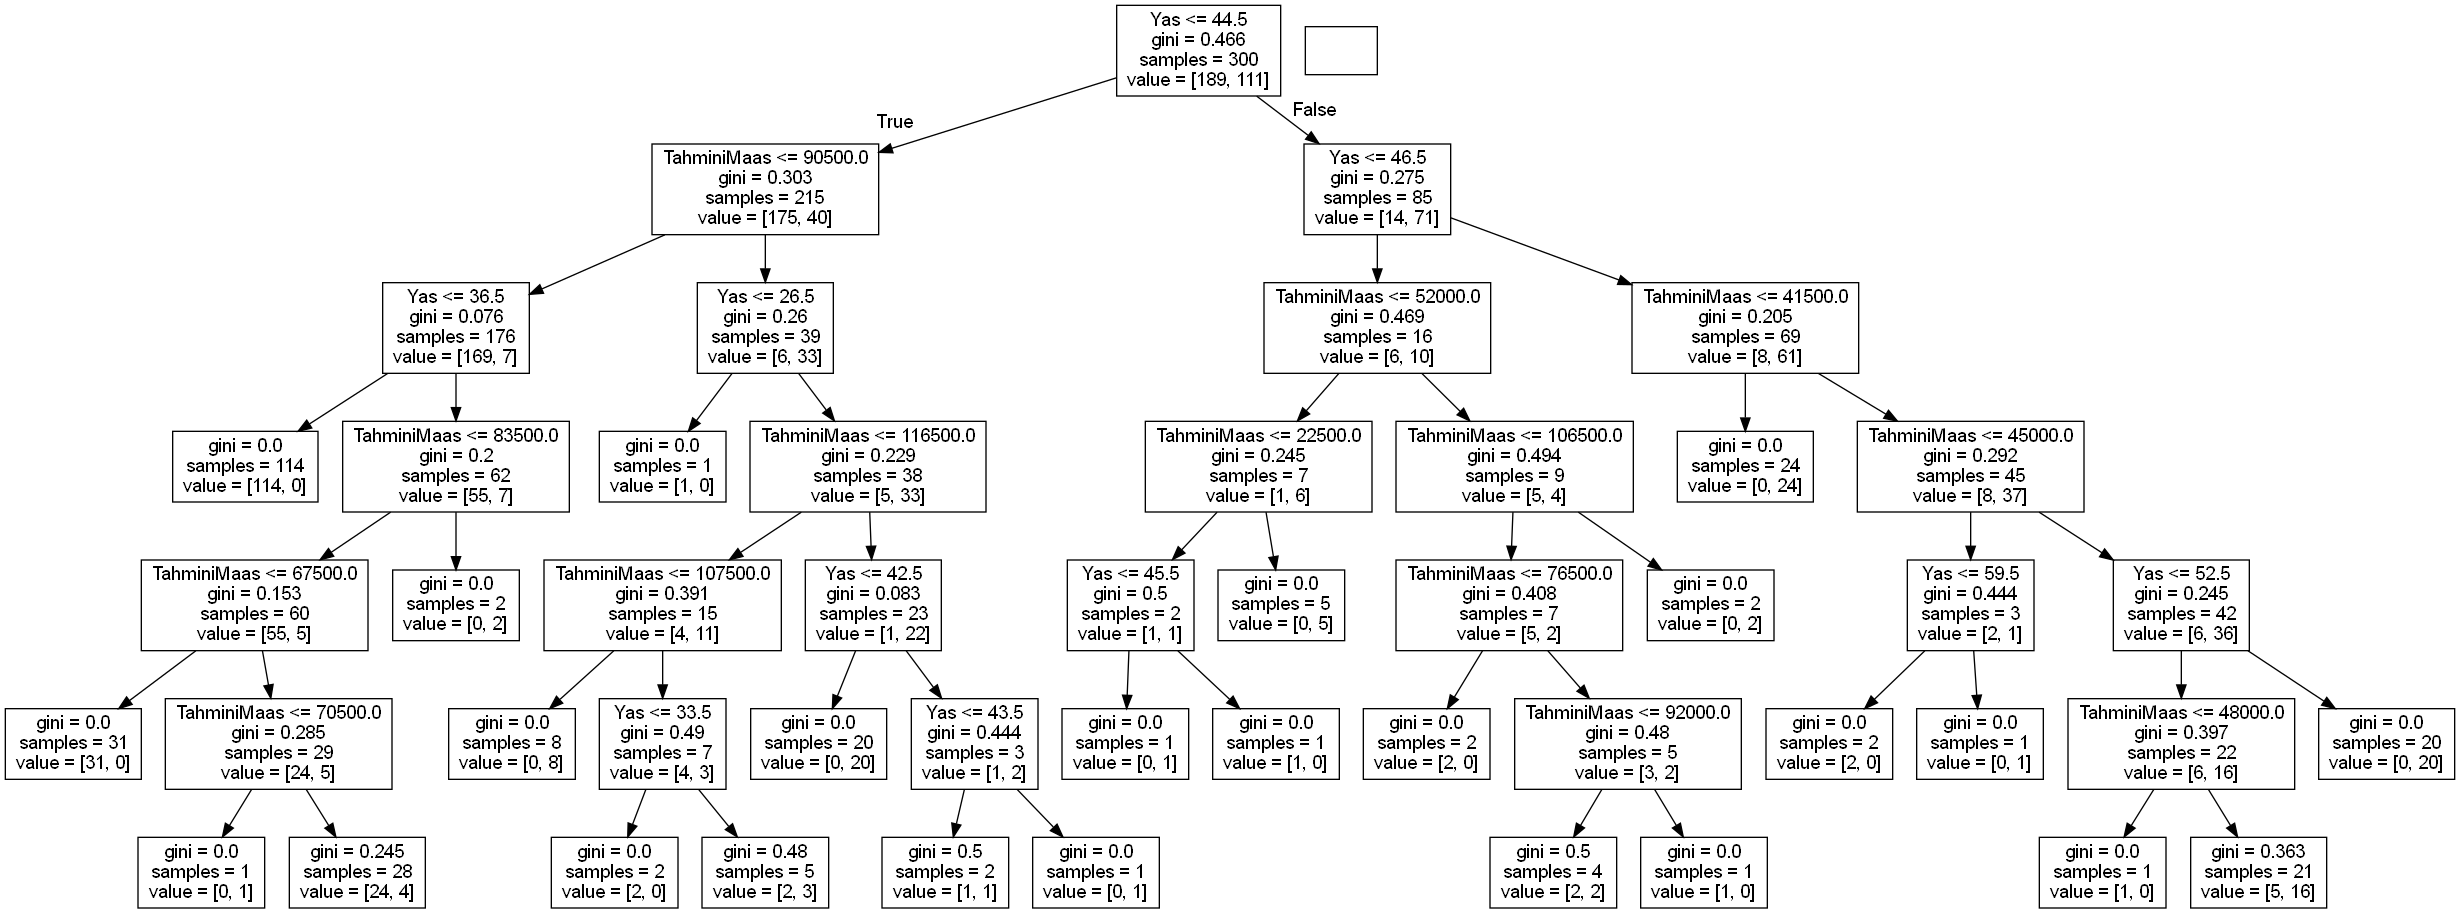 Yas <= 44.5
gini = 0.466
samples = 300
value = [189, 111]
True
False
TahminiMaas <= 90500.0
gini = 0.303
samples = 215
value = [175, 40]
Yas <= 46.5
gini = 0.275
samples = 85
value = [14, 71]
Yas <= 36.5
gini = 0.076
samples = 176
value = [169, 7]
Yas <= 26.5
gini = 0.26
samples = 39
value = [6, 33]
TahminiMaas <= 52000.0
gini = 0.469
samples = 16
value = [6, 10]
TahminiMaas <= 41500.0
gini = 0.205
samples = 69
value = [8, 61]
gini = 0.0
samples = 114
value = [114, 0]
TahminiMaas <= 83500.0
gini = 0.2
samples = 62
value = [55, 7]
gini = 0.0
samples = 1
value = [1, 0]
TahminiMaas <= 116500.0
gini = 0.229
samples = 38
value = [5, 33]
TahminiMaas <= 22500.0
gini = 0.245
samples = 7
value = [1, 6]
TahminiMaas <= 106500.0
gini = 0.494
samples = 9
value = [5, 4]
gini = 0.0
samples = 24
value = [0, 24]
TahminiMaas <= 45000.0
gini = 0.292
samples = 45
value = [8, 37]
TahminiMaas <= 67500.0
gini = 0.153
samples = 60
value = [55, 5]
gini = 0.0
samples = 2
value = [0, 2]
TahminiMaas <= 107500.0
gini = 0.391
samples = 15
value = [4, 11]
Yas <= 42.5
gini = 0.083
samples = 23
value = [1, 22]
Yas <= 45.5
gini = 0.5
samples = 2
value = [1, 1]
gini = 0.0
samples = 5
value = [0, 5]
TahminiMaas <= 76500.0
gini = 0.408
samples = 7
value = [5, 2]
gini = 0.0
samples = 2
value = [0, 2]
Yas <= 59.5
gini = 0.444
samples = 3
value = [2, 1]
Yas <= 52.5
gini = 0.245
samples = 42
value = [6, 36]
gini = 0.0
samples = 31
value = [31, 0]
TahminiMaas <= 70500.0
gini = 0.285
samples = 29
value = [24, 5]
gini = 0.0
samples = 8
value = [0, 8]
Yas <= 33.5
gini = 0.49
samples = 7
value = [4, 3]
gini = 0.0
samples = 20
value = [0, 20]
Yas <= 43.5
gini = 0.444
samples = 3
value = [1, 2]
gini = 0.0
samples = 1
value = [0, 1]
gini = 0.0
samples = 1
value = [1, 0]
gini = 0.0
samples = 2
value = [2, 0]
TahminiMaas <= 92000.0
gini = 0.48
samples = 5
value = [3, 2]
gini = 0.0
samples = 2
value = [2, 0]
gini = 0.0
samples = 1
value = [0, 1]
TahminiMaas <= 48000.0
gini = 0.397
samples = 22
value = [6, 16]
gini = 0.0
samples = 20
value = [0, 20]
gini = 0.0
samples = 1
value = [0, 1]
gini = 0.245
samples = 28
value = [24, 4]
gini = 0.0
samples = 2
value = [2, 0]
gini = 0.48
samples = 5
value = [2, 3]
gini = 0.5
samples = 2
value = [1, 1]
gini = 0.0
samples = 1
value = [0, 1]
gini = 0.5
samples = 4
value = [2, 2]
gini = 0.0
samples = 1
value = [1, 0]
gini = 0.0
samples = 1
value = [1, 0]
gini = 0.363
samples = 21
value = [5, 16]